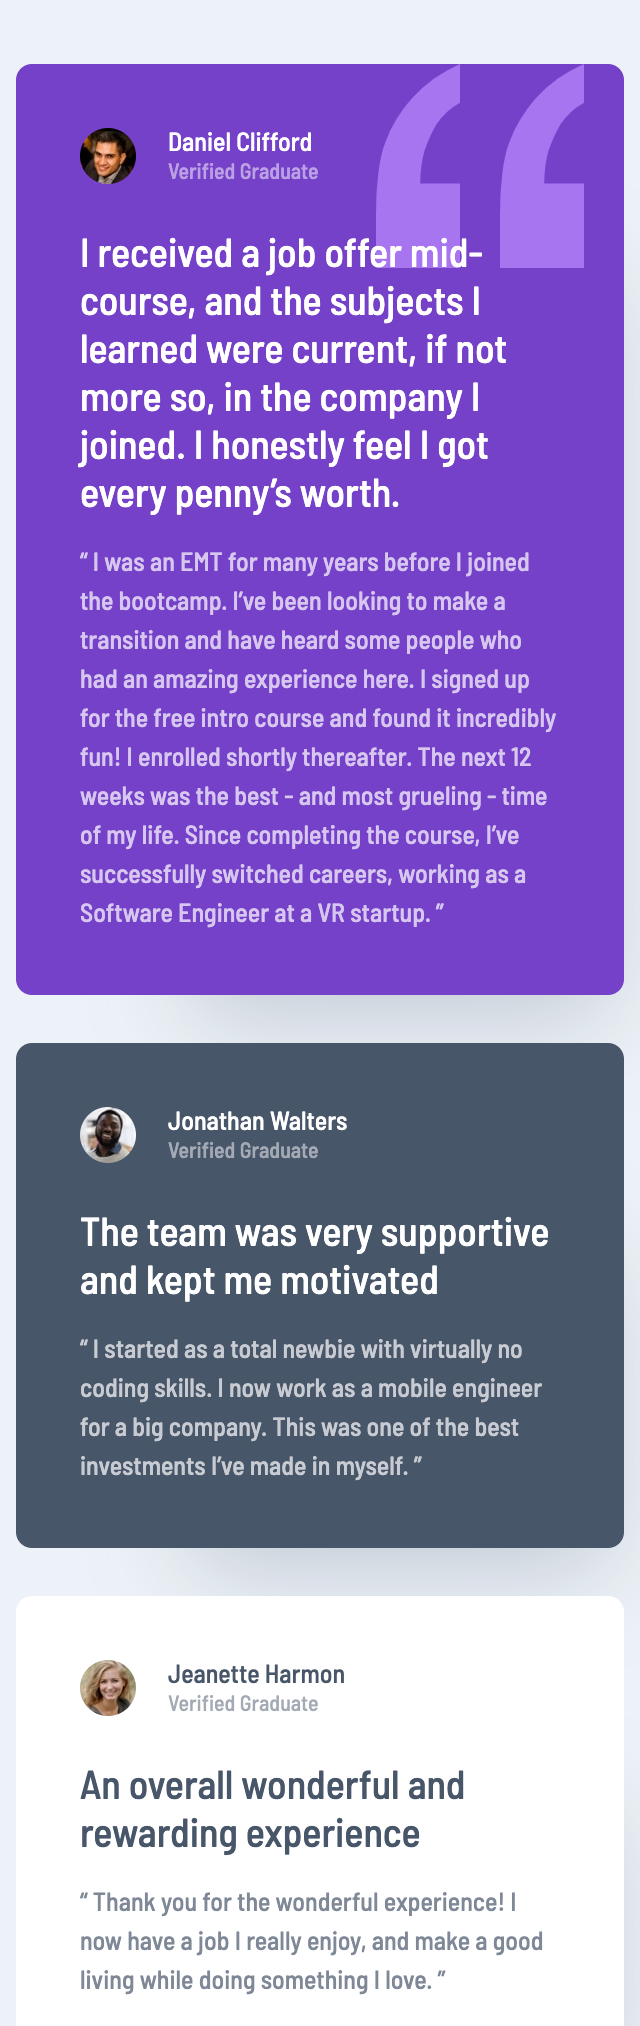 Daniel Clifford
Verified Graduate
I received a job offer mid-
course, and the subjects I
learned were current, if not
more so, in the company I
joined. I honestly feel I got
every penny’s worth.
“ I was an EMT for many years before I joined
the bootcamp. I’ve been looking to make a
transition and have heard some people who
had an amazing experience here. I signed up
for the free intro course and found it incredibly
fun! I enrolled shortly thereafter. The next 12
weeks was the best - and most grueling - time
of my life. Since completing the course, I’ve
successfully switched careers, working as a
Software Engineer at a VR startup. ”
Jonathan Walters
Verified Graduate
The team was very supportive
and kept me motivated
“ I started as a total newbie with virtually no
coding skills. I now work as a mobile engineer
for a big company. This was one of the best
investments I’ve made in myself. ”
Jeanette Harmon
Verified Graduate
An overall wonderful and
rewarding experience
“ Thank you for the wonderful experience! I
now have a job I really enjoy, and make a good
living while doing something I love. ”